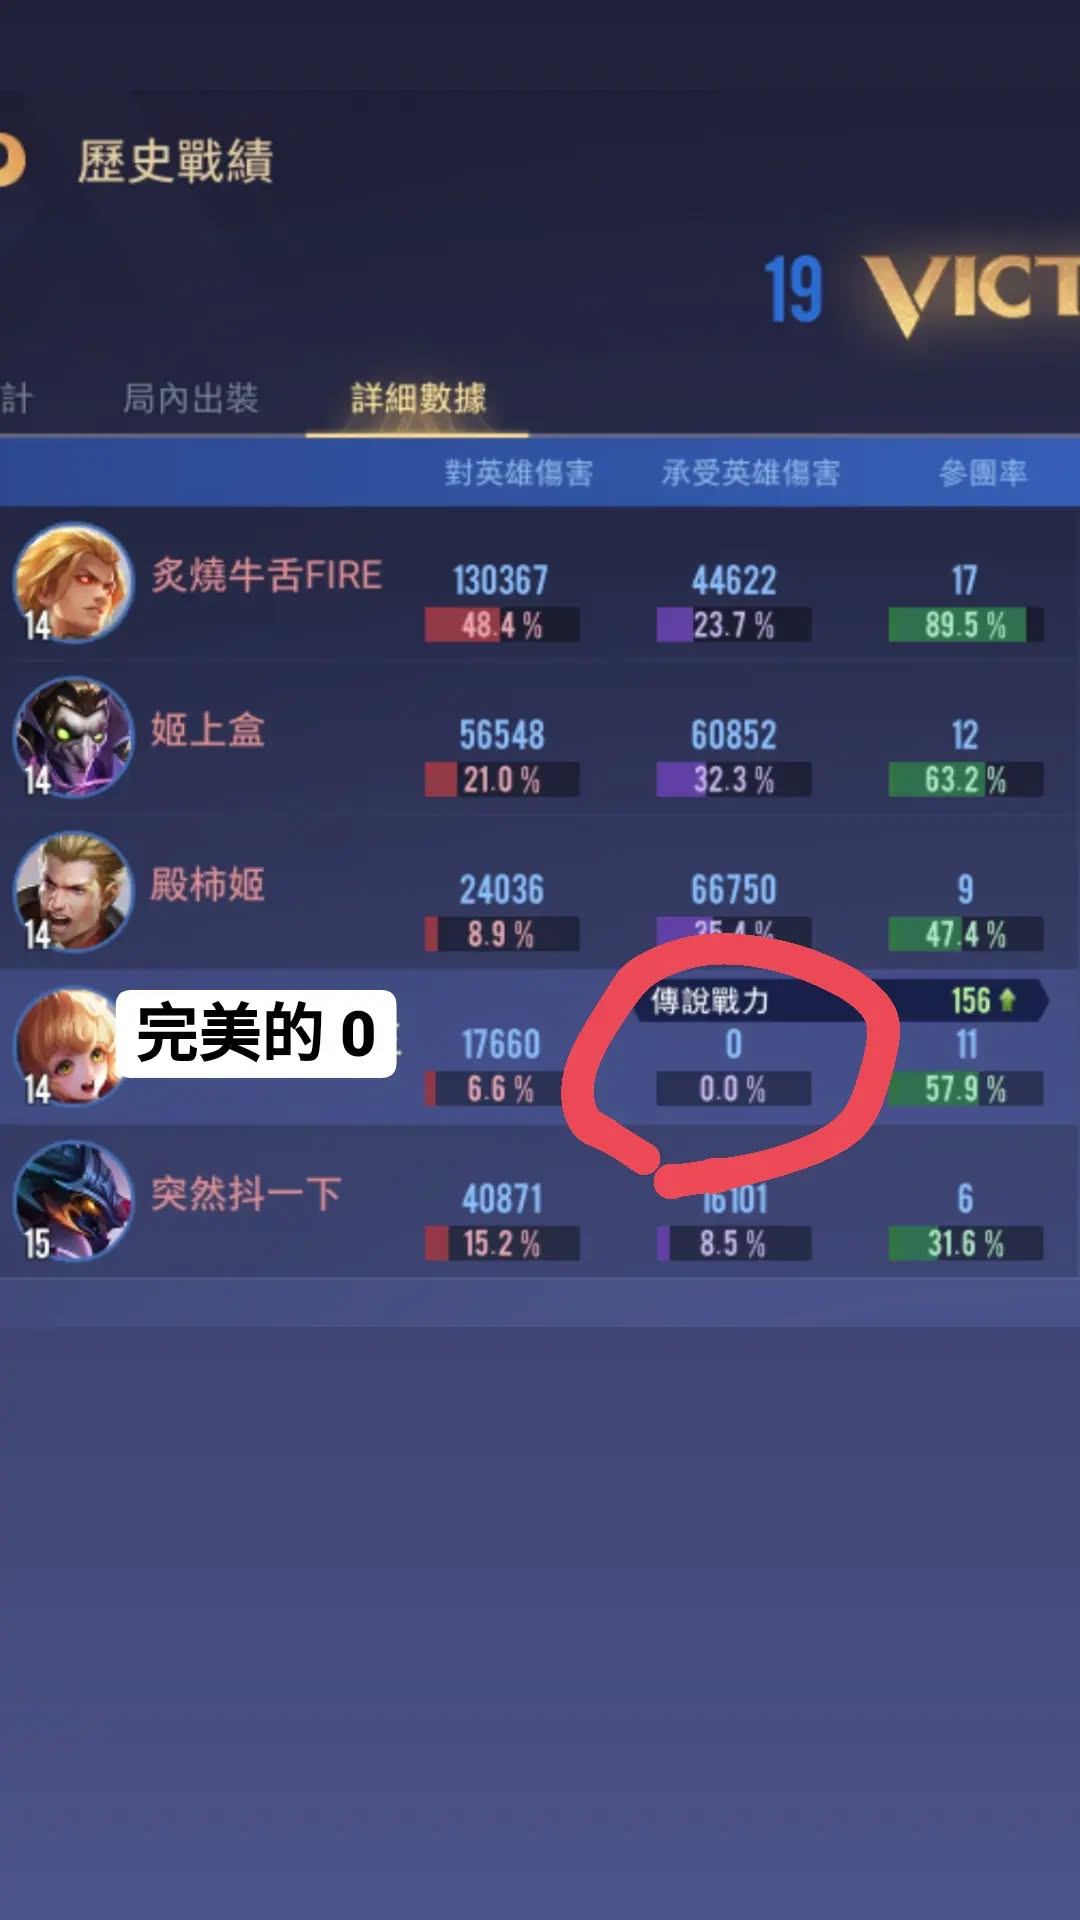 歷史戰績
19 VICT
計 局內出裝 詳細數據
對英雄傷害 承受英雄傷害 參團率
炙燒牛舌FIRE 130367 44622 17
14 48.4% 23.7% 89.5%
姬上盒 56548 60852 12
14 21.0% 32.3% 63.2%
殿柿姬 24036 66750 9
14 8.9% 35.4% 47.4%
傳說戰力 156
完美的 0 17660 0 11
14 6.6% 0.0% 57.9%
突然抖一下 40871 16101 6
15 15.2% 8.5% 31.6%